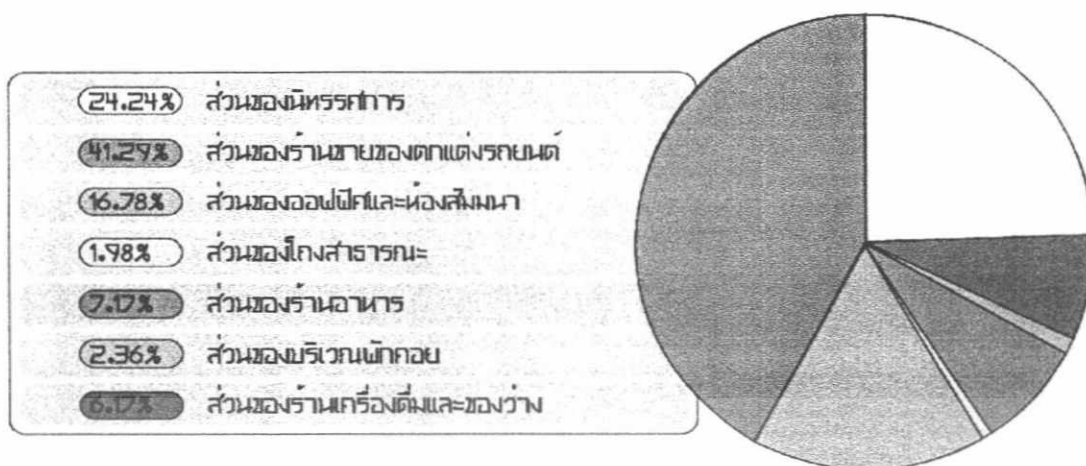 24.24% ส่วนของนิทรรศการ
41.29% ส่วนของร้านขายของตกแต่งรถยนต์
16.78% ส่วนของออฟฟิศและห้องสัมมนา
1.98% ส่วนของโถงสาธารณะ
7.17% ส่วนของร้านอาหาร
2.36% ส่วนของบริเวณพักคอย
6.17% ส่วนของร้านเครื่องดื่มและของว่าง